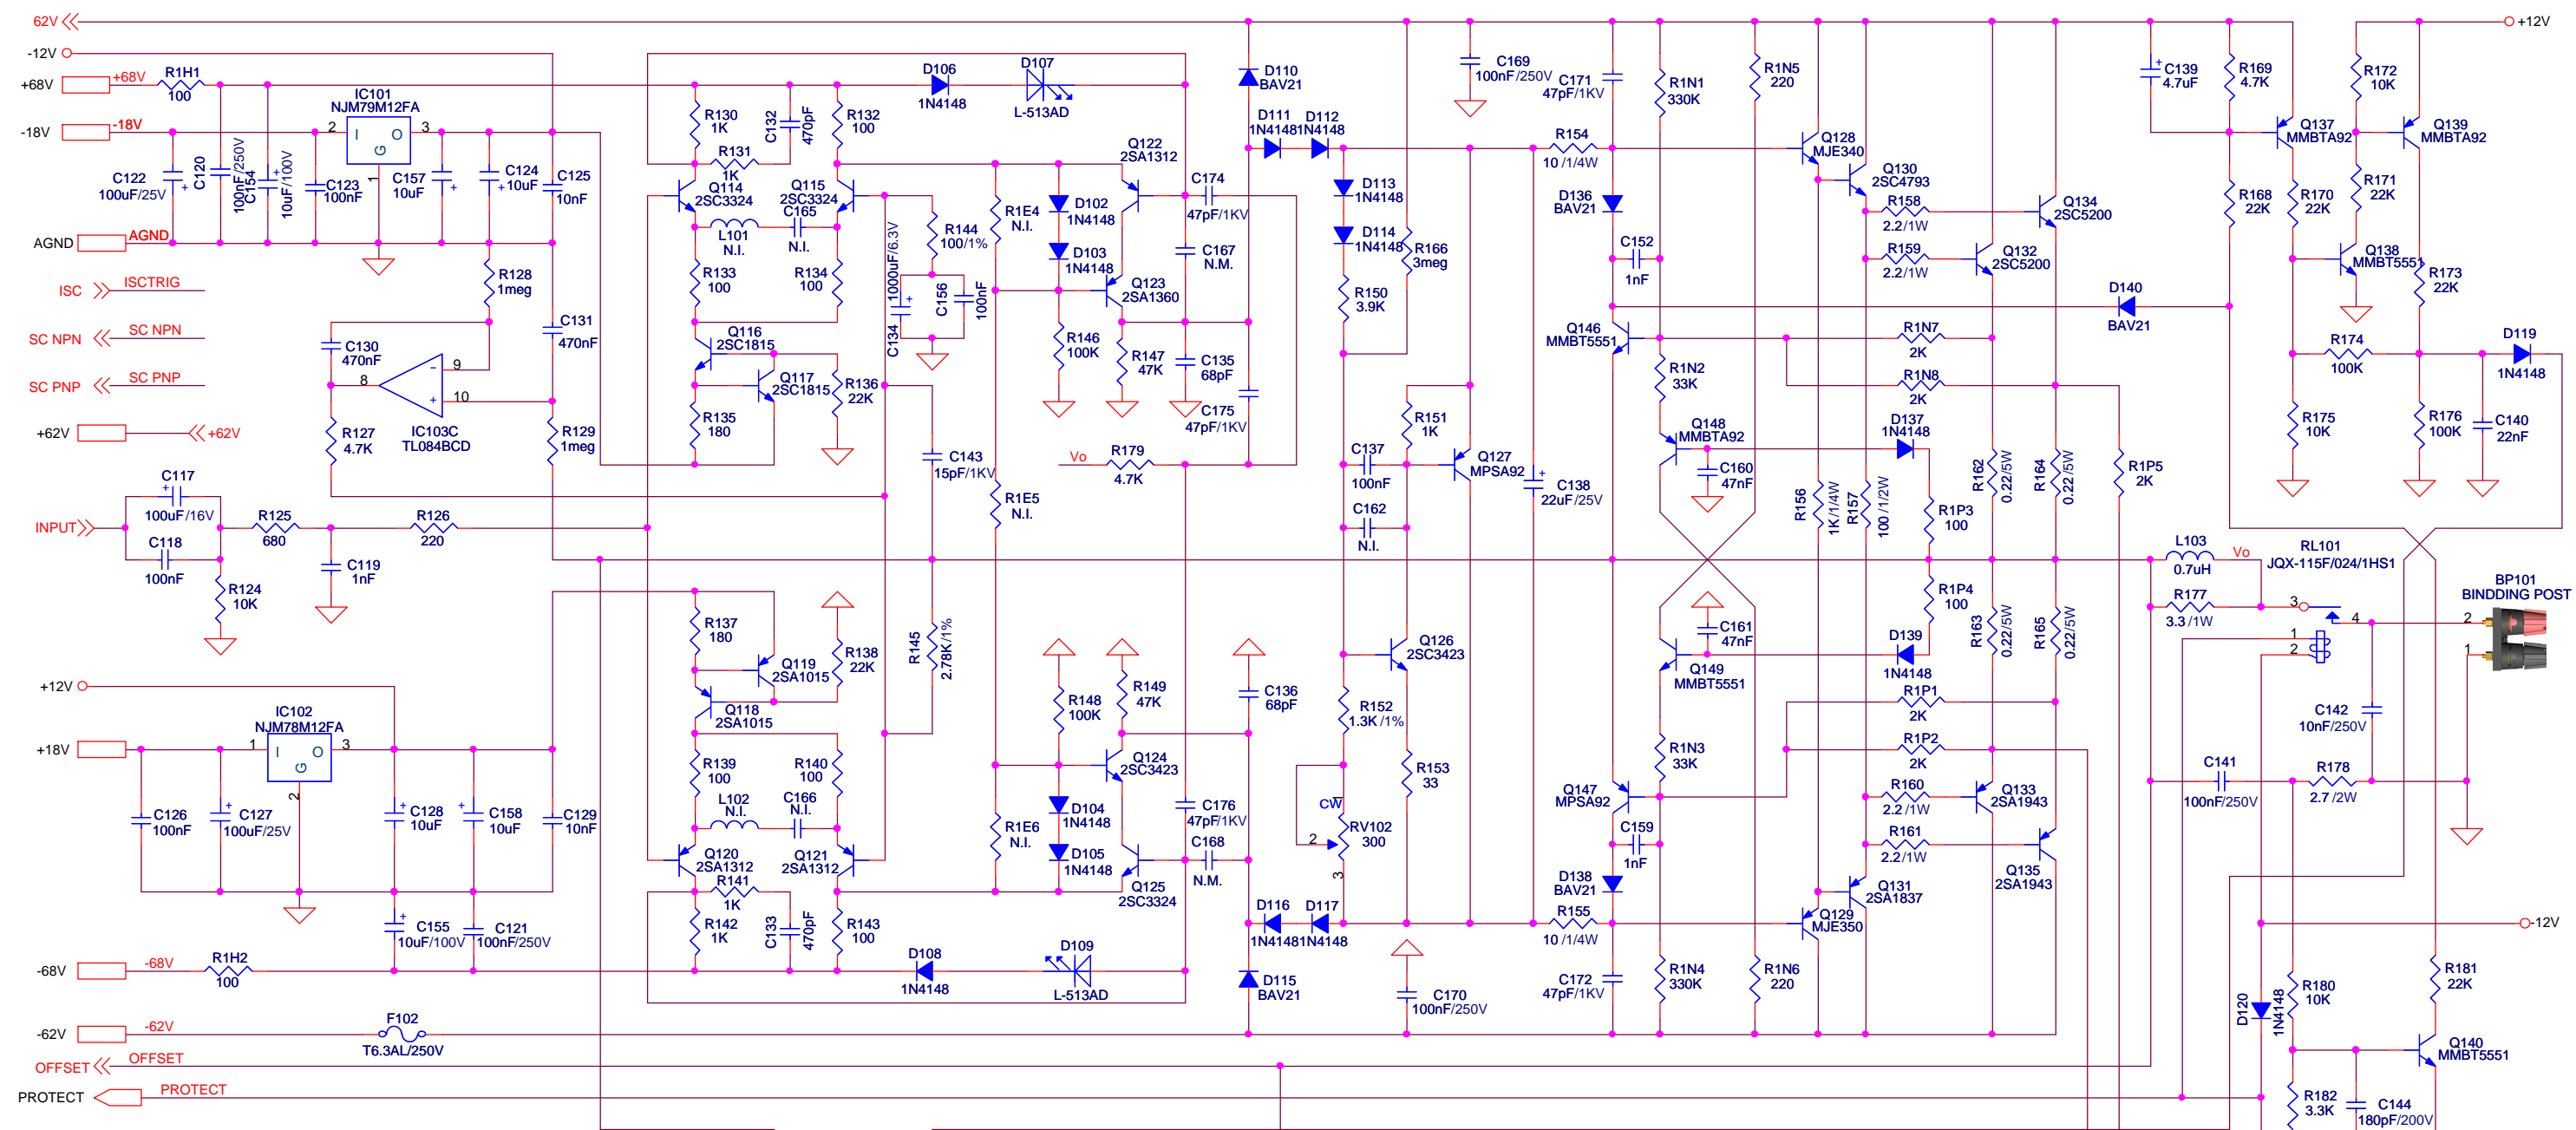 62V
-12V
+68V
+68V
R1H1
100
-18V
-18V
IC101
NJM79M12FA
2
I
O
3
G
1
C122
100uF/25V
C120
100nF/250V
C154
10uF/100V
C123
100nF
C157
10uF
C124
10uF
C125
10nF
AGND
AGND
ISC
ISCTRIG
SC NPN
SC NPN
SC PNP
SC PNP
+62V
+62V
R128
1meg
C131
470nF
C130
470nF
8
9
10
IC103C
TL084BCD
R127
4.7K
R129
1meg
INPUT
C117
100uF/16V
C118
100nF
R125
680
R126
220
R124
10K
C119
1nF
+12V
+18V
IC102
NJM78M12FA
1
I
O
3
G
2
C126
100nF
C127
100uF/25V
C128
10uF
C158
10uF
C129
10nF
C155
10uF/100V
C121
100nF/250V
-68V
-68V
R1H2
100
-62V
-62V
F102
T6.3AL/250V
OFFSET
OFFSET
PROTECT
PROTECT
R130
1K
C132
470pF
R132
100
R131
1K
D106
1N4148
D107
L-513AD
Q114
2SC3324
Q115
2SC3324
L101
N.I.
C165
N.I.
R133
100
R134
100
R144
100/1%
1000uF/6.3V
C134
C156
100nF
Q116
2SC1815
Q117
2SC1815
R136
22K
R135
180
C143
15pF/1KV
R1E4
N.I.
D102
1N4148
D103
1N4148
Q122
2SA1312
Q123
2SA1360
C174
47pF/1KV
C167
N.M.
R146
100K
R147
47K
C135
68pF
C175
47pF/1KV
Vo
R179
4.7K
R1E5
N.I.
R137
180
R138
22K
Q119
2SA1015
Q118
2SA1015
R145
2.78K/1%
R139
100
R140
100
L102
N.I.
C166
N.I.
Q120
2SA1312
Q121
2SA1312
R141
1K
R142
1K
C133
470pF
R143
100
D108
1N4148
D109
L-513AD
R148
100K
R149
47K
C136
68pF
Q124
2SC3423
D104
1N4148
D105
1N4148
R1E6
N.I.
C176
47pF/1KV
C168
N.M.
Q125
2SC3324
D110
BAV21
D111
1N4148
D112
1N4148
D113
1N4148
D114
1N4148
R150
3.9K
R166
3meg
C169
100nF/250V
R154
10 /1/4W
R151
1K
C137
100nF
C162
N.I.
Q127
MPSA92
C138
22uF/25V
Q126
2SC3423
R152
1.3K /1%
CW
1
2
3
RV102
300
R153
33
D116
1N4148
D117
1N4148
D115
BAV21
C170
100nF/250V
R155
10 /1/4W
C171
47pF/1KV
R1N1
330K
R1N5
220
D136
BAV21
C152
1nF
Q146
MMBT5551
R1N2
33K
Q148
MMBTA92
C160
47nF
C161
47nF
Q149
MMBT5551
R1N3
33K
Q147
MPSA92
C159
1nF
D138
BAV21
C172
47pF/1KV
R1N4
330K
R1N6
220
Q128
MJE340
Q130
2SC4793
R158
2.2/1W
R159
2.2/1W
Q134
2SC5200
Q132
2SC5200
R1N7
2K
R1N8
2K
D137
1N4148
R156
1K/1/4W
R157
100 /1/2W
R1P3
100
R162
0.22/5W
R164
0.22/5W
R1P5
2K
R1P4
100
D139
1N4148
R163
0.22/5W
R165
0.22/5W
R1P1
2K
R1P2
2K
R160
2.2 /1W
R161
2.2/1W
Q133
2SA1943
Q135
2SA1943
Q131
2SA1837
Q129
MJE350
D140
BAV21
C139
4.7uF
R169
4.7K
Q137
MMBTA92
R172
10K
Q139
MMBTA92
+12V
R168
22K
R170
22K
R171
22K
Q138
MMBT5551
R173
22K
R174
100K
D119
1N4148
R175
10K
R176
100K
C140
22nF
L103
0.7uH
Vo
RL101
JQX-115F/024/1HS1
R177
3.3 /1W
3
4
1
2
BP101
BINDDING POST
2
1
C142
10nF/250V
C141
100nF/250V
R178
2.7 /2W
-12V
D120
1N4148
R180
10K
R181
22K
Q140
MMBT5551
R182
3.3K
C144
180pF/200V